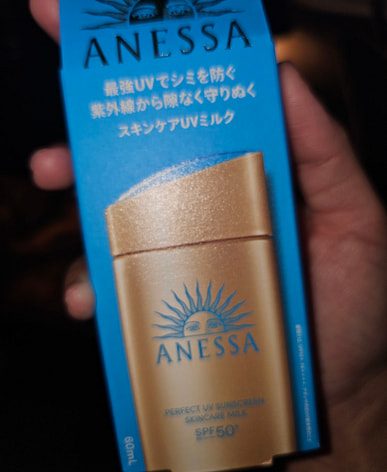 ANESSA
最強UVでシミを防ぐ
紫外線から隙なく守りぬく
スキンケアUVミルク
ANESSA
PERFECT UV SUNSCREEN
SKINCARE MILK
SPF50+
60mL